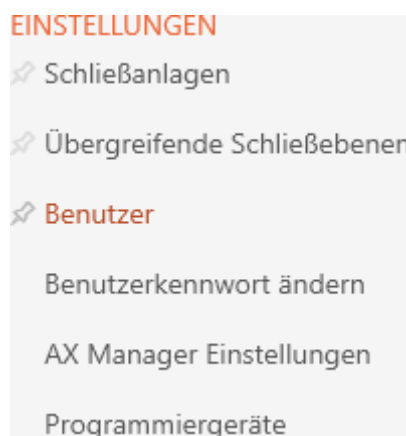 EINSTELLUNGEN
Schließanlagen
Übergreifende Schließebenen
Benutzer
Benutzerkennwort ändern
AX Manager Einstellungen
Programmiergeräte